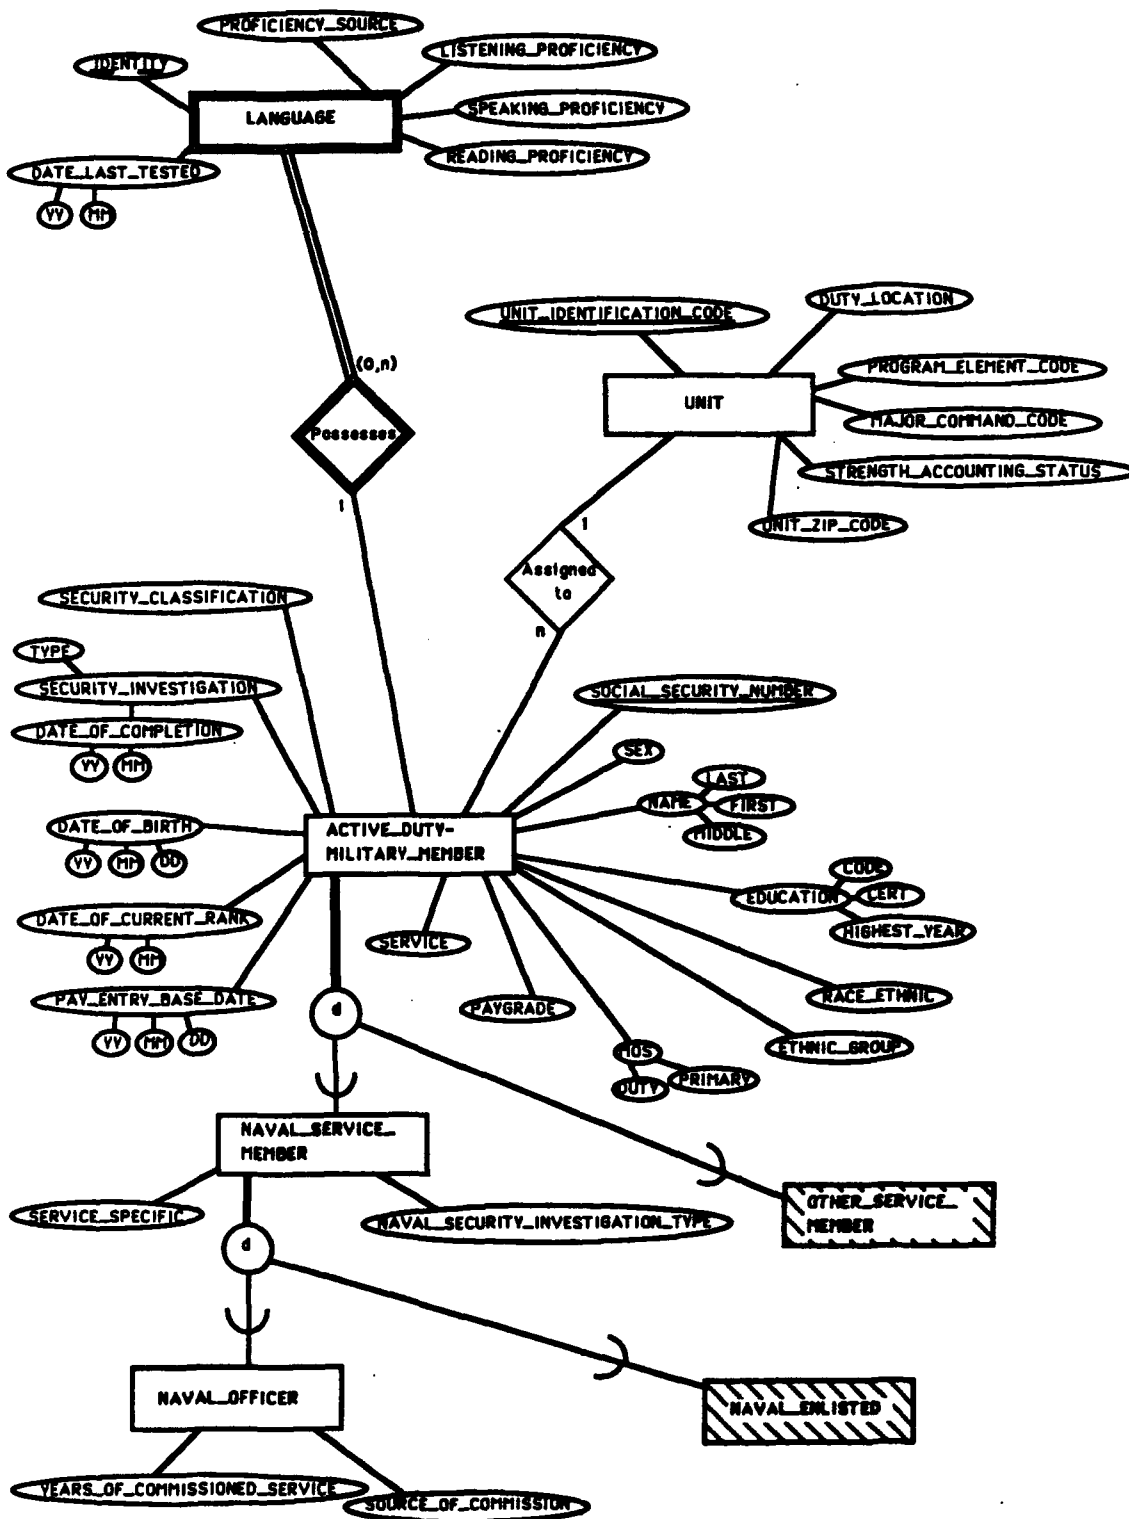 PROFICIENCY_SOURCE
LISTENING_PROFICIENCY
IDENTITY
LANGUAGE
SPEAKING_PROFICIENCY
READING_PROFICIENCY
DATE_LAST_TESTED
YY MM
UNIT_IDENTIFICATION_CODE
DUTY_LOCATION
(0,n)
PROGRAM_ELEMENT_CODE
UNIT
MAJOR_COMMAND_CODE
Possesses
STRENGTH_ACCOUNTING_STATUS
1
1
UNIT_ZIP_CODE
Assigned
to
n
SECURITY_CLASSIFICATION
TYPE
SECURITY_INVESTIGATION
SOCIAL_SECURITY_NUMBER
DATE_OF_COMPLETION
SEX
YY MM
LAST
NAME
FIRST
MIDDLE
DATE_OF_BIRTH
ACTIVE_DUTY-
MILITARY_MEMBER
YY MM DD
CODE
EDUCATION
CERT
HIGHEST_YEAR
DATE_OF_CURRENT_RANK
SERVICE
YY MM
PAY_ENTRY_BASE_DATE
PAYGRADE
RACE_ETHNIC
d
YY MM DD
MOS
ETHNIC_GROUP
DUTY
PRIMARY
NAVAL_SERVICE_
MEMBER
SERVICE_SPECIFIC
NAVAL_SECURITY_INVESTIGATION_TYPE
OTHER_SERVICE_
MEMBER
d
NAVAL_OFFICER
NAVAL_ENLISTED
YEARS_OF_COMMISSIONED_SERVICE
SOURCE_OF_COMMISSION